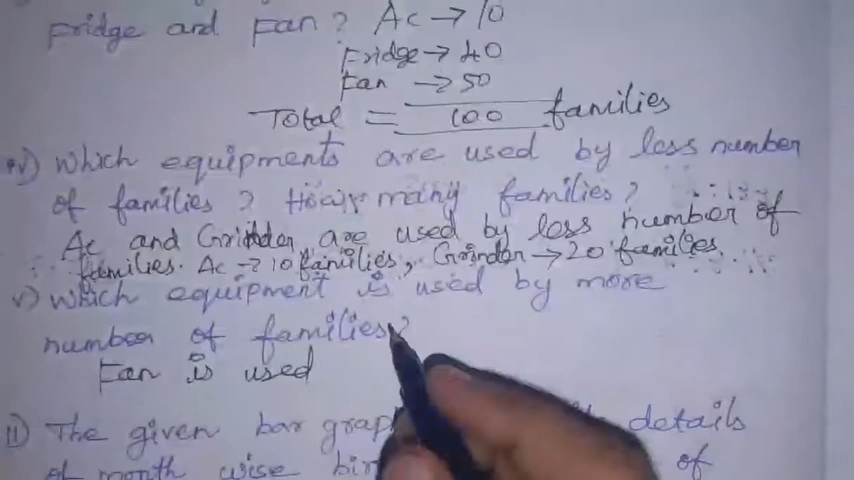 Fridge and Fan? Ac → 10
Fridge → 40
Fan → 50
Total = 100 families
iv) Which equipments are used by less number
of families? How many families?
Ac and Grinder are used by less number of
families. Ac → 10 families, Grinder → 20 families
v) Which equipment is used by more
number of families?
Fan is used
11) The given bar graph details
of month wise of